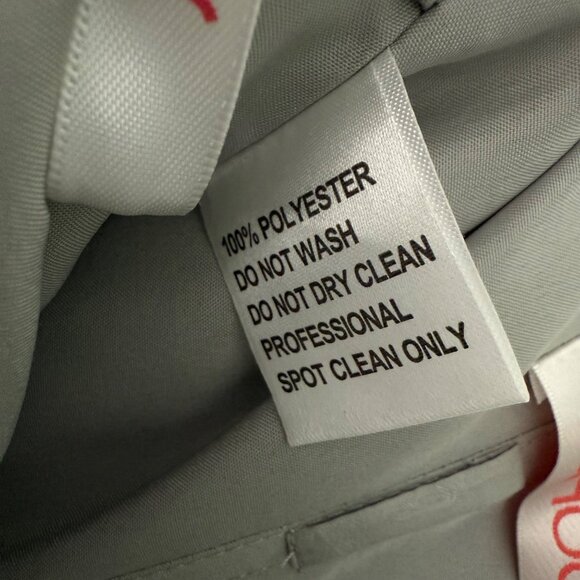 100% POLYESTER
DO NOT WASH
DO NOT DRY CLEAN
PROFESSIONAL
SPOT CLEAN ONLY